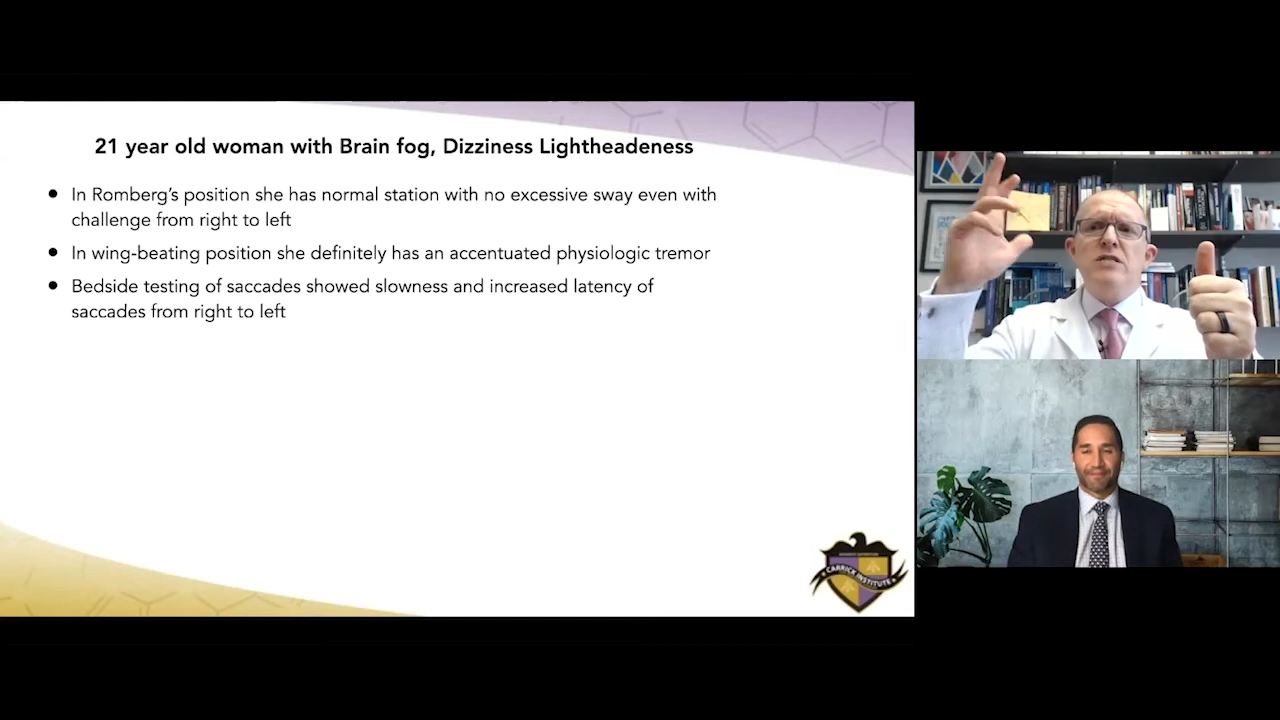 21 year old woman with Brain fog, Dizziness Lightheadeness
● In Romberg's position she has normal station with no excessive sway even with
challenge from right to left
● In wing-beating position she definitely has an accentuated physiologic tremor
● Bedside testing of saccades showed slowness and increased latency of
saccades from right to left
CARRICK INSTITUTE